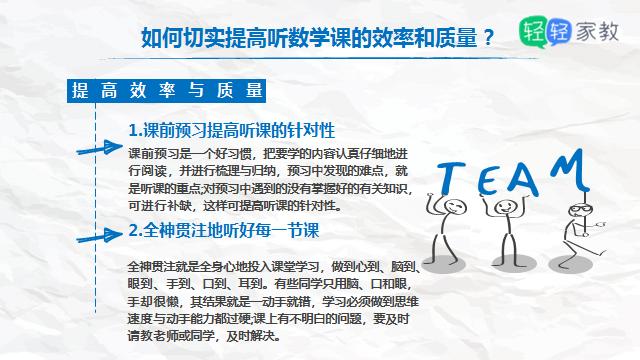 如何切实提高听数学课的效率和质量？
轻轻家教
提高效率与质量
1.课前预习提高听课的针对性
课前预习是一个好习惯，把要学的内容认真仔细地进
行阅读，并进行梳理与归纳，预习中发现的难点，就
是听课的重点;对预习中遇到的没有掌握好的有关知识，
可进行补缺，这样可提高听课的针对性。
TEAM
2.全神贯注地听好每一节课
全神贯注就是全身心地投入课堂学习，做到心到、脑到、
眼到、手到、口到、耳到。有些同学只用脑、口和眼，
手却很懒，其结果就是一动手就错，学习必须做到思维
速度与动手能力都过硬;课上有不明白的问题，要及时
请教老师或同学，及时解决。